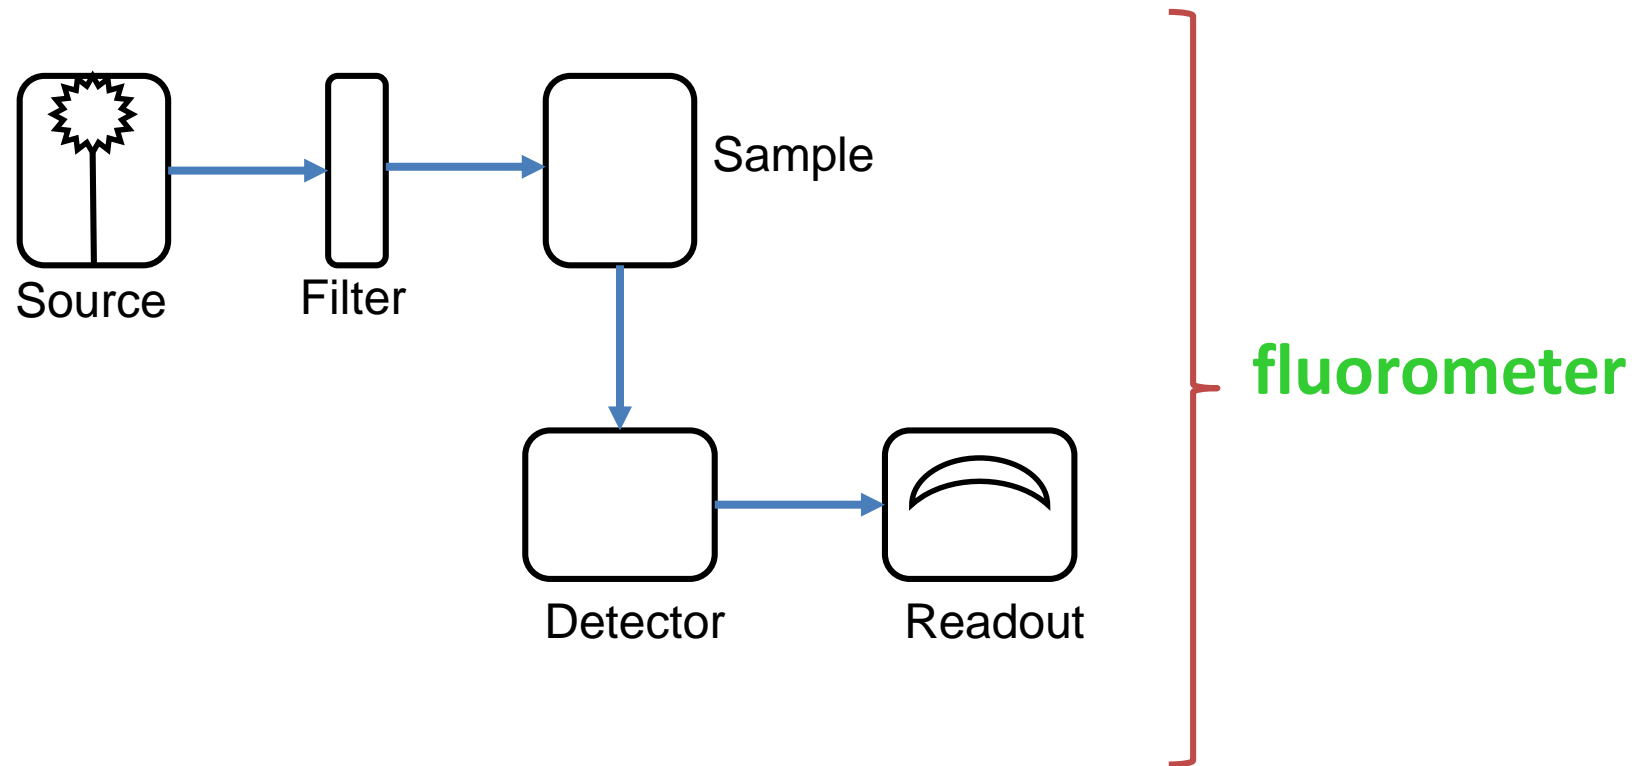 Source
Filter
Sample
Detector
Readout
fluorometer